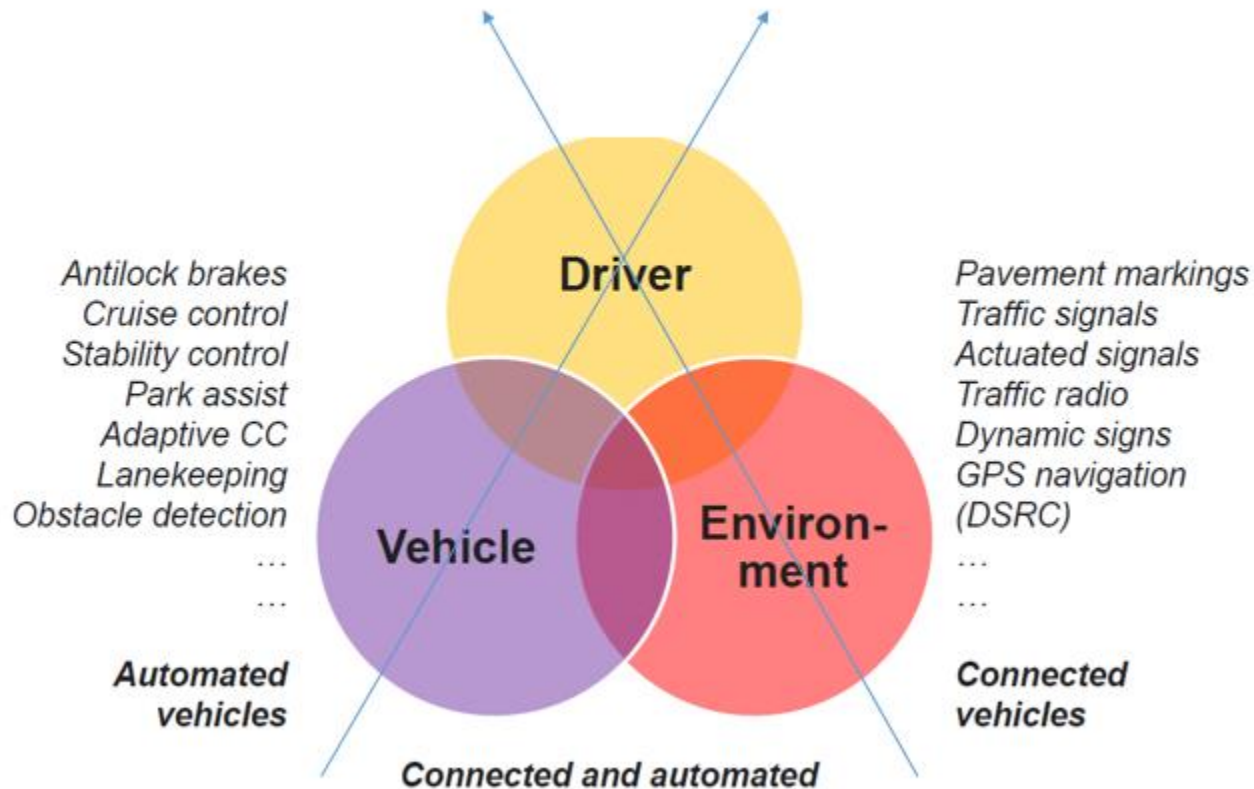 Driver
Vehicle
Environ-
ment
Antilock brakes
Cruise control
Stability control
Park assist
Adaptive CC
Lanekeeping
Obstacle detection
…
…
Automated
vehicles
Pavement markings
Traffic signals
Actuated signals
Traffic radio
Dynamic signs
GPS navigation
(DSRC)
…
…
Connected
vehicles
Connected and automated